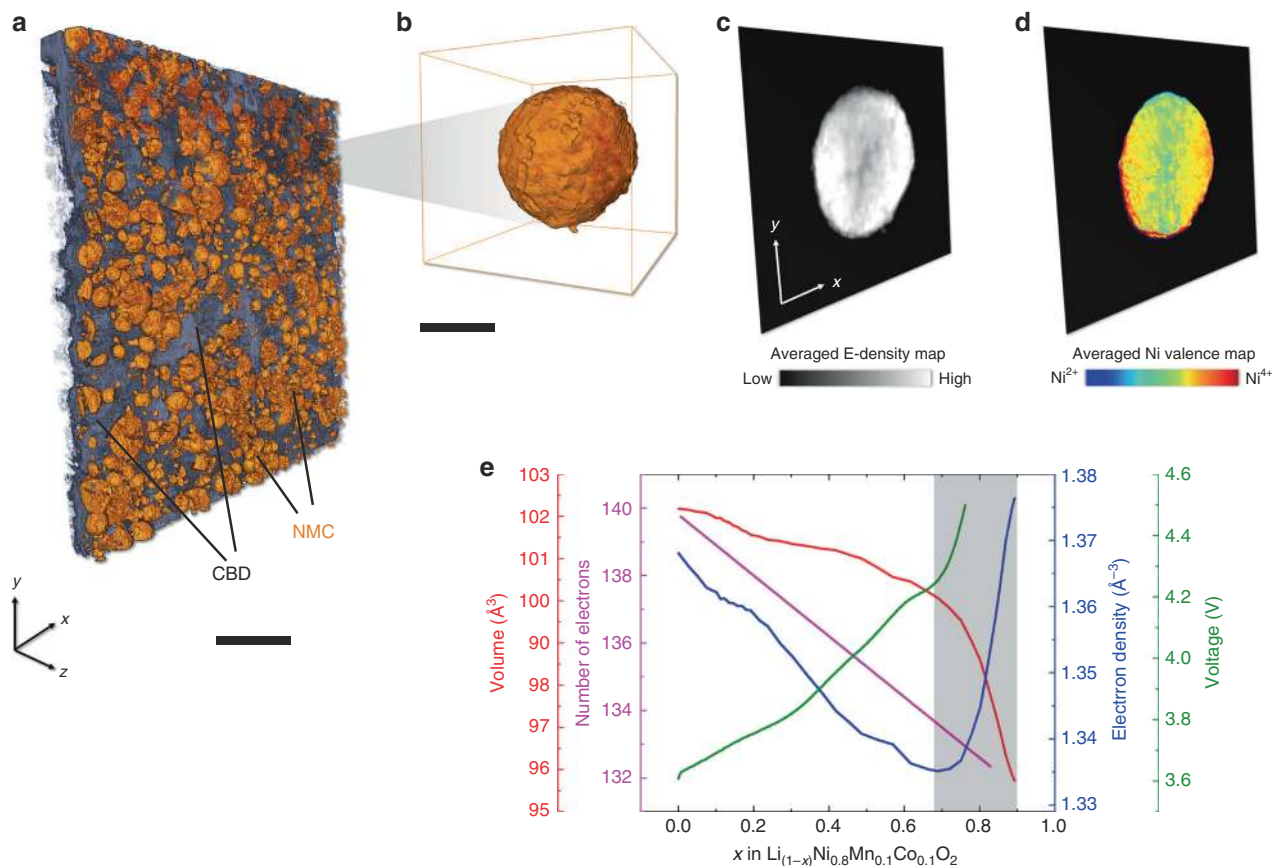 a
b
c
d
NMC
CBD
y
x
z
y
x
Averaged E-density map
Low High
Averaged Ni valence map
Ni²⁺ Ni⁴⁺
e
103
102
101
100
99
98
97
96
95
Volume (Å³)
140
138
136
134
132
Number of electrons
1.38
1.37
1.36
1.35
1.34
1.33
Electrron density (Å⁻³)
4.6
4.4
4.2
4.0
3.8
3.6
Voltage (V)
0.0 0.2 0.4 0.6 0.8 1.0
x in Li₍₁₋ₓ₎Ni₀.₈Mn₀.₁Co₀.₁O₂